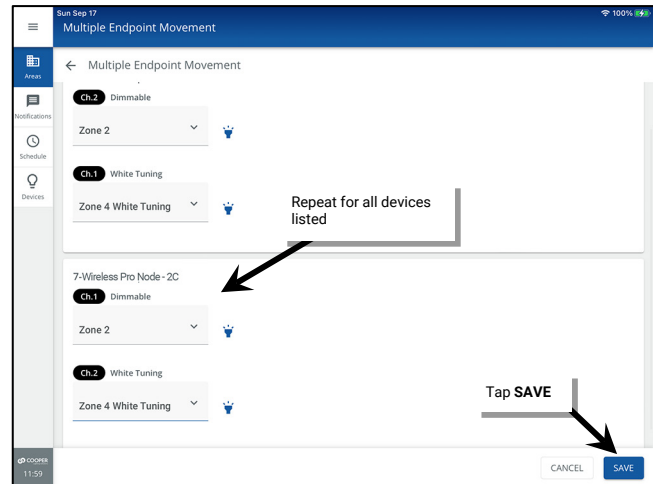 Sun Sep 17
100%
Multiple Endpoint Movement
Areas
Notifications
Schedule
Devices
← Multiple Endpoint Movement
Ch.2 Dimmable
Zone 2
Ch.1 White Tuning
Zone 4 White Tuning
Repeat for all devices
listed
7-Wireless Pro Node - 2C
Ch.1 Dimmable
Zone 2
Ch.2 White Tuning
Zone 4 White Tuning
Tap SAVE
COOPER
11:59
CANCEL
SAVE